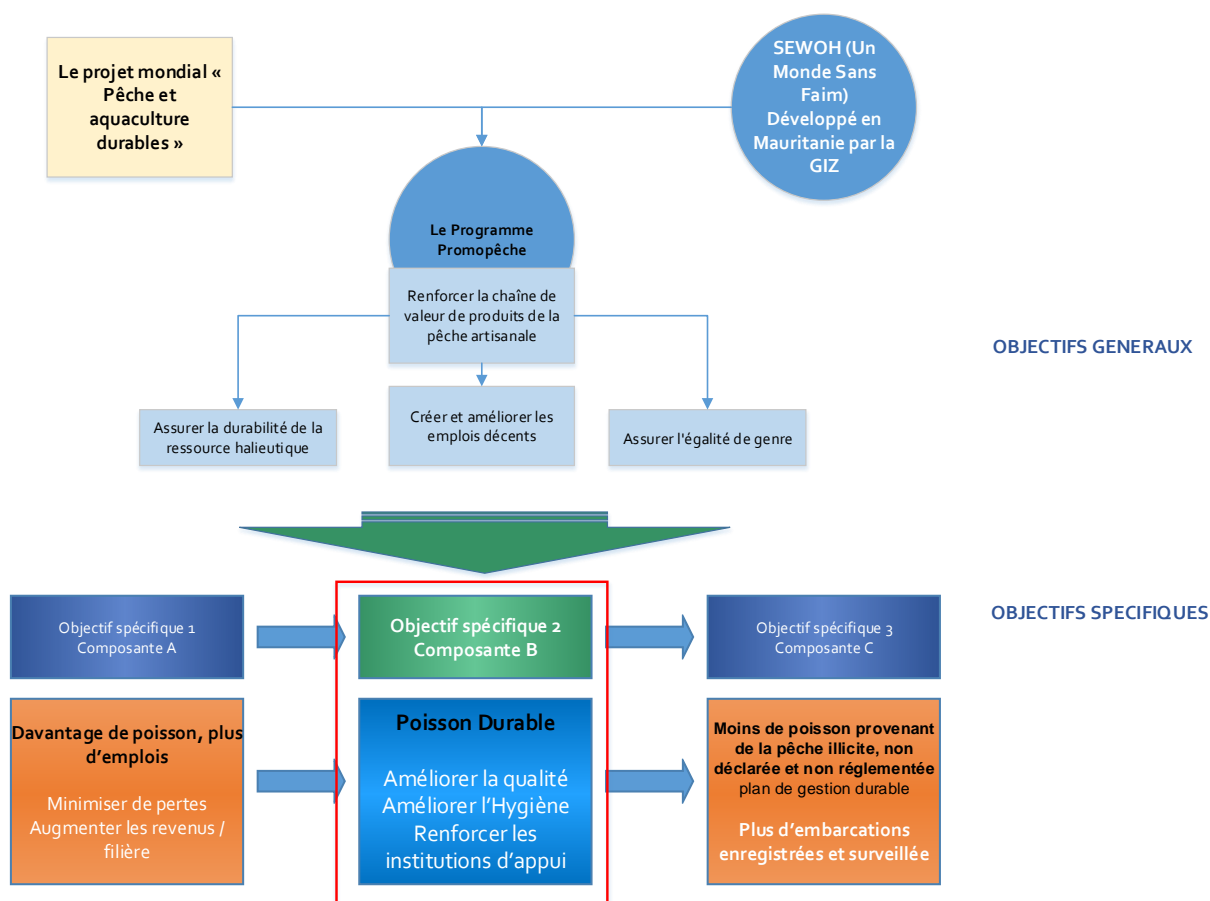 Le projet mondial «
Pêche et
aquaculture
durables »
SEWOH (Un
Monde Sans
Faim)
Développé en
Mauritanie par la
GIZ
Le Programme
Promopêche
Renforcer la chaîne de
valeur de produits de la
pêche artisanale
OBJECTIFS GENERAUX
Assurer la durabilité de la
ressource halieutique
Créer et améliorer les
emplois décents
Assurer l'égalité de genre
OBJECTIFS SPECIFIQUES
Objectif spécifique 1
Composante A
Objectif spécifique 2
Composante B
Objectif spécifique 3
Composante C
Davantage de poisson, plus
d'emplois
Minimiser de pertes
Augmenter les revenus /
filière
Poisson Durable
Améliorer la qualité
Améliorer l'Hygiène
Renforcer les
institutions d'appui
Moins de poisson provenant
de la pêche illicite, non
déclarée et non réglementée
plan de gestion durable
Plus d'embarcations
enregistrées et surveillée